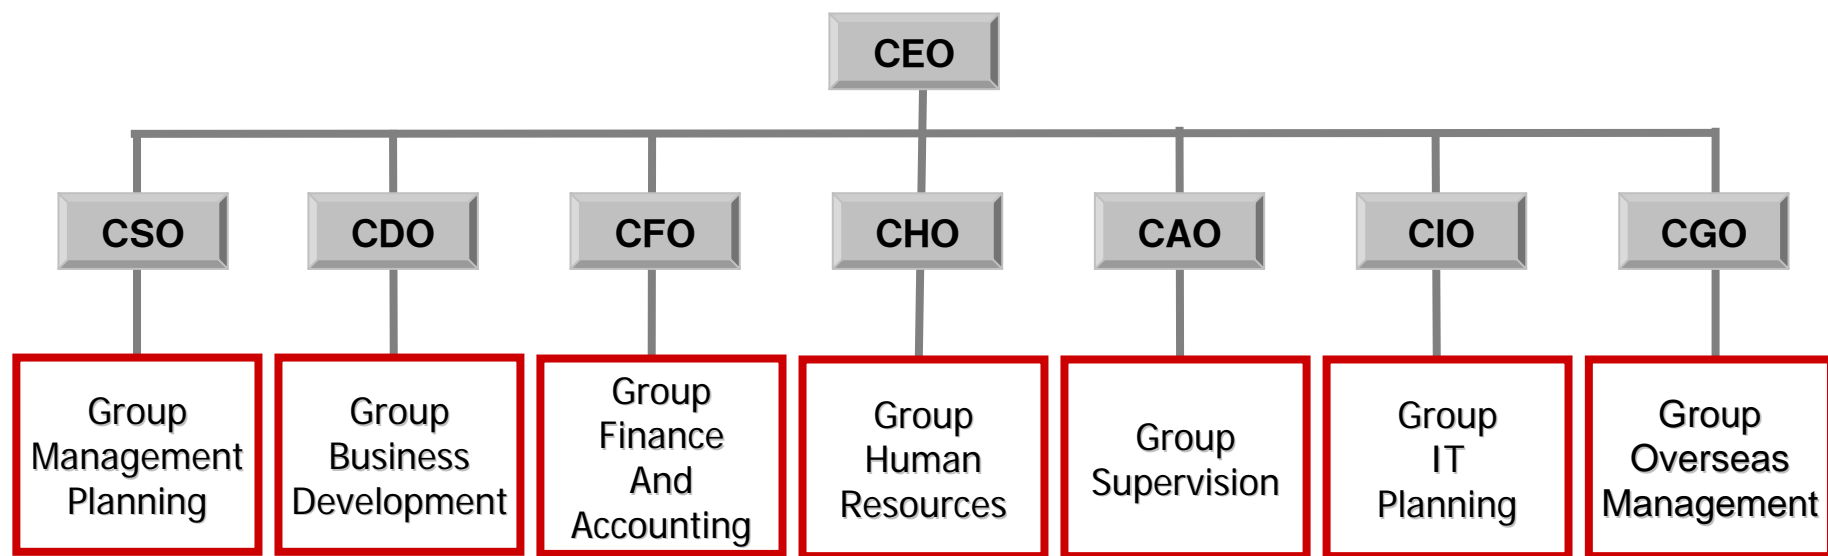 CEO
CSO
CDO
CFO
CHO
CAO
CIO
CGO
Group
Management
Planning
Group
Business
Development
Group
Finance
And
Accounting
Group
Human
Resources
Group
Supervision
Group
IT
Planning
Group
Overseas
Management